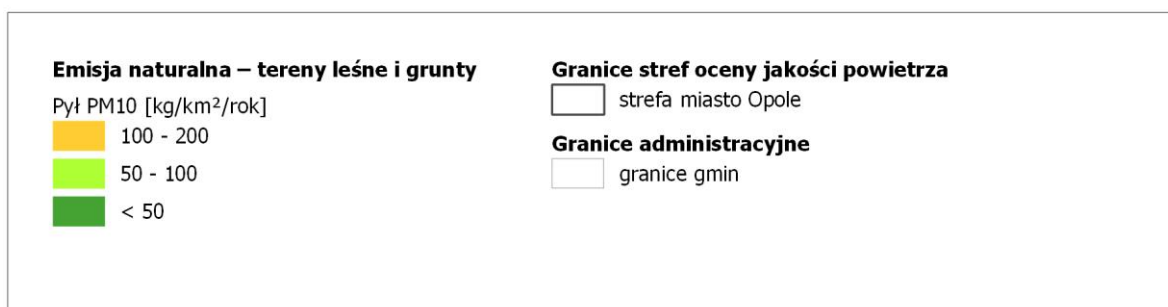 Emisja naturalna – tereny leśne i grunty
Pył PM10 [kg/km²/rok]
100 - 200
50 - 100
< 50
Granice stref oceny jakości powietrza
strefa miasto Opole
Granice administracyjne
granice gmin